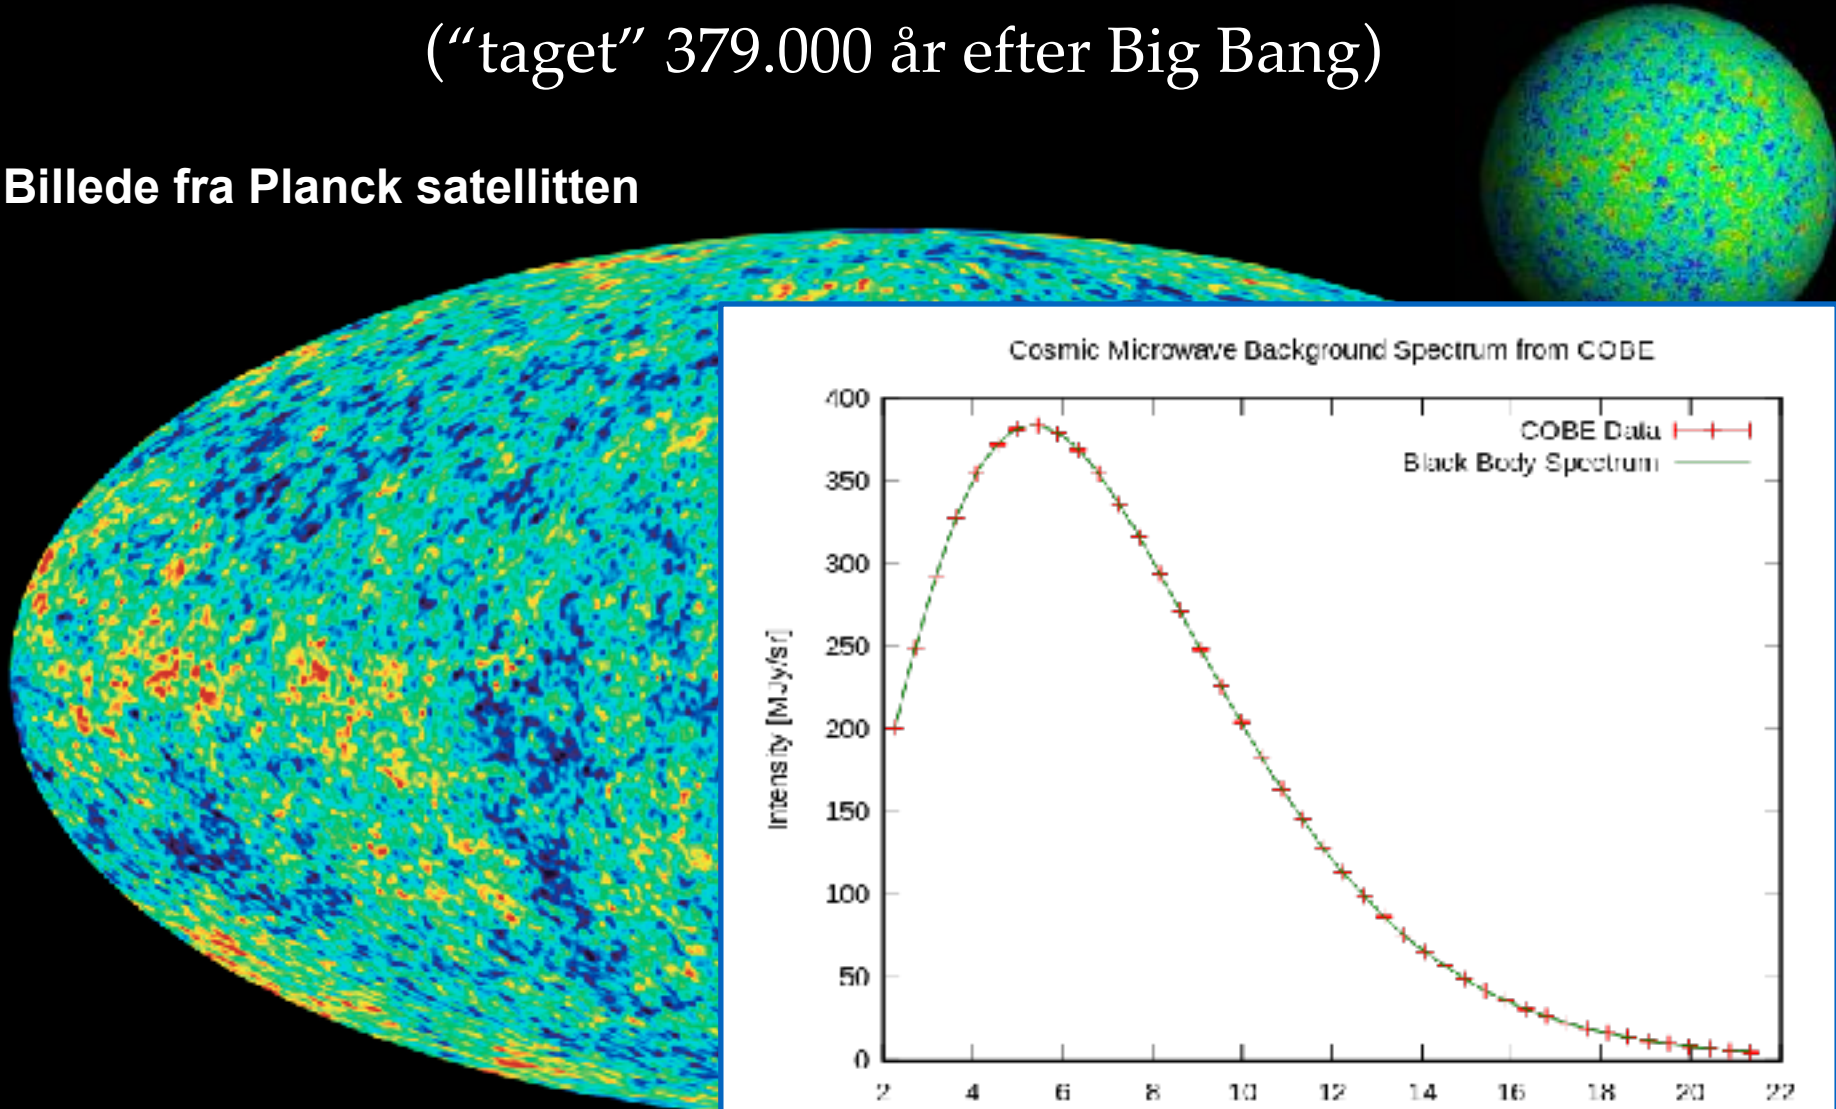 (“taget” 379.000 år efter Big Bang)
Billede fra Planck satellitten
Cosmic Microwave Background Spectrum from COBE
COBE Data
Black Body Spectrum
Intensity [MJy/sr]
400
350
300
250
200
150
100
50
0
2 4 6 8 10 12 14 16 18 20 22